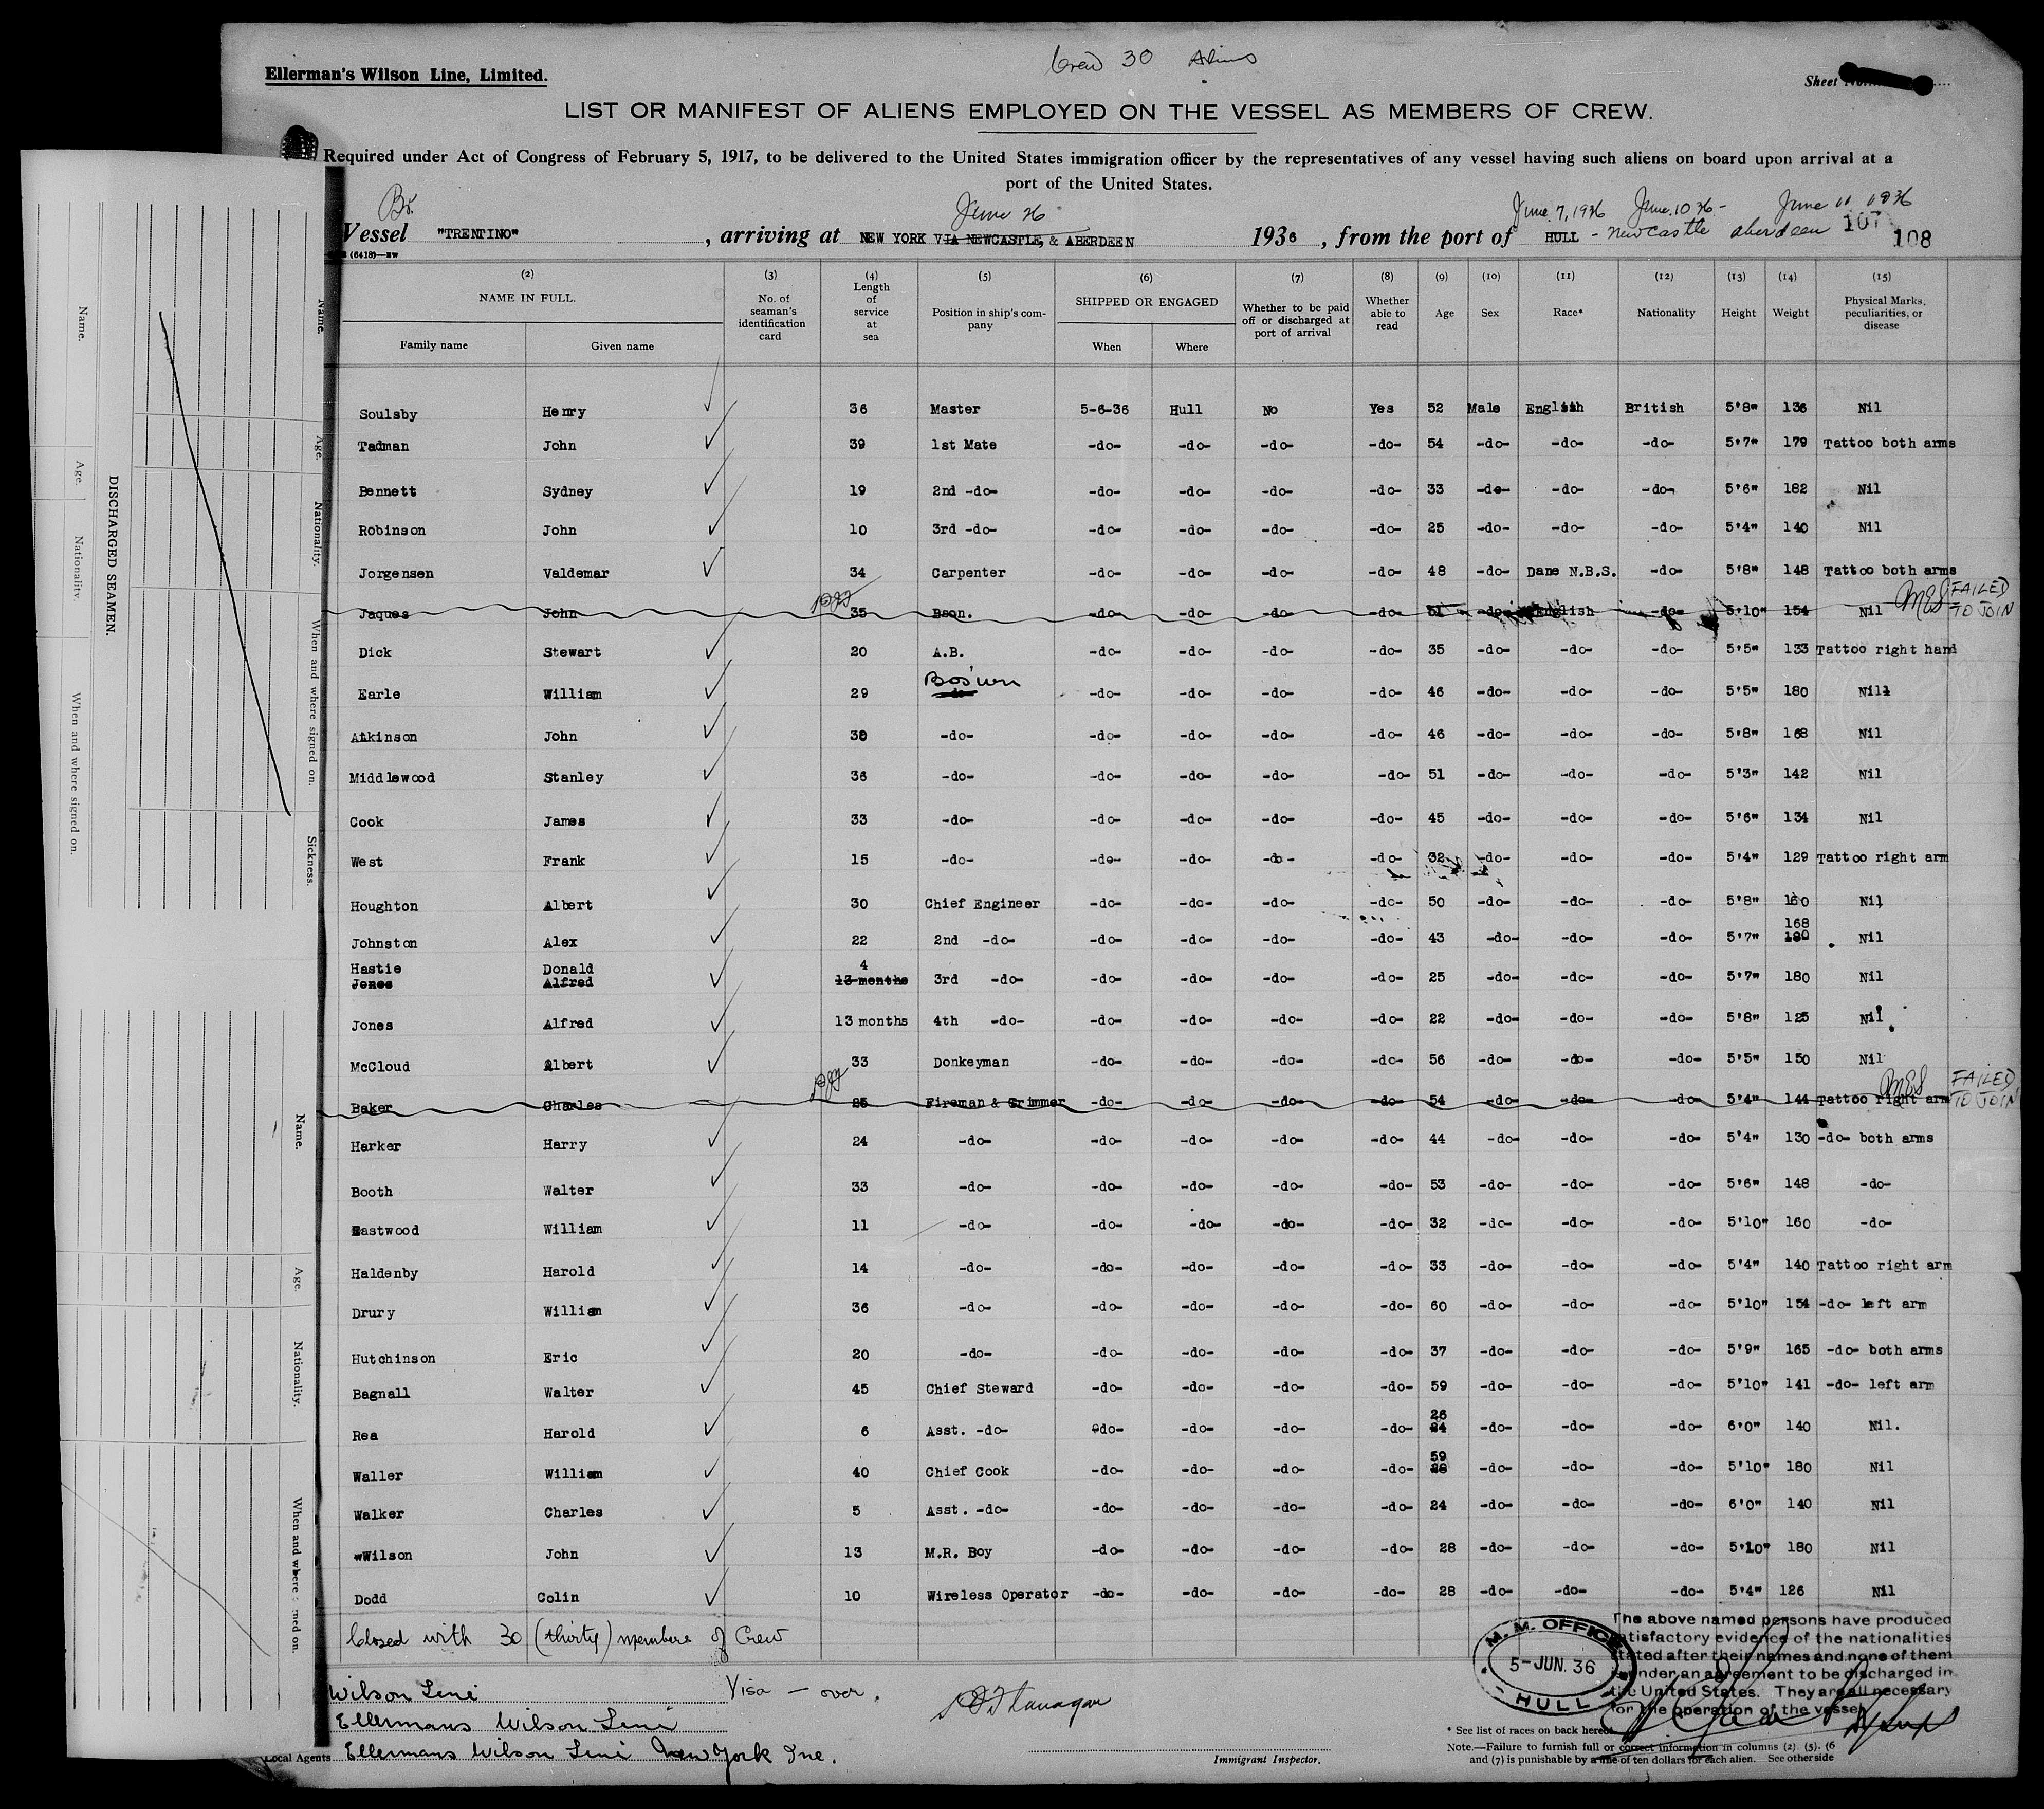 Crew 30 Aliens
Ellerman's Wilson Line, Limited.
Sheet
LIST OR MANIFEST OF ALIENS EMPLOYED ON THE VESSEL AS MEMBERS OF CREW.
Required under Act of Congress of February 5, 1917, to be delivered to the United States immigration officer by the representatives of any vessel having such aliens on board upon arrival at a
port of the United States.
Br. June 26 June 7, 1936 June 10 36 - June 11 1936
Vessel "TRENTINO", arriving at NEW YORK VIA NEWCASTLE, & ABERDEEN 1936, from the port of HULL - Newcastle Aberdeen 107 108
(6418)
(2) (3) (4) (5) (6) (7) (8) (9) (10) (11) (12) (13) (14) (15)
NAME IN FULL. No. of seaman's identification card Length of service at sea Position in ship's company SHIPPED OR ENGAGED Whether to be paid off or discharged at port of arrival Whether able to read Age Sex Race* Nationality Height Weight Physical Marks, peculiarities, or disease
Family name Given name When Where
Soulsby Henry 36 Master 5-6-36 Hull No Yes 52 Male English British 5'8" 136 Nil
Tadman John 39 1st Mate -do- -do- -do- -do- 54 -do- -do- -do- 5'7" 179 Tattoo both arms
Bennett Sydney 19 2nd -do- -do- -do- -do- -do- 33 -do- -do- -do- 5'6" 182 Nil
Robinson John 10 3rd -do- -do- -do- -do- -do- 25 -do- -do- -do- 5'4" 140 Nil
Jorgensen Valdemar 34 Carpenter -do- -do- -do- -do- 48 -do- Dane N.B.S. -do- 5'8" 148 Tattoo both arms
Jaques John 35 Bson. -do- -do- -do- -do- 51 -do- English -do- 5'10" 154 Nil MES FAILED TO JOIN
Dick Stewart 20 A.B. -do- -do- -do- -do- 35 -do- -do- -do- 5'5" 133 Tattoo right hand
Earle William 29 Bos'un -do- -do- -do- -do- -do- 46 -do- -do- -do- 5'5" 180 Nil
Atkinson John 30 -do- -do- -do- -do- -do- 46 -do- -do- -do- 5'8" 168 Nil
Middlewood Stanley 36 -do- -do- -do- -do- -do- 51 -do- -do- -do- 5'3" 142 Nil
Cook James 33 -do- -do- -do- -do- -do- 45 -do- -do- -do- 5'6" 134 Nil
West Frank 15 -do- -do- -do- -do- -do- 32 -do- -do- -do- 5'4" 129 Tattoo right arm
Houghton Albert 30 Chief Engineer -do- -do- -do- -do- 50 -do- -do- -do- 5'8" 160 Nil
Johnston Alex 22 2nd -do- -do- -do- -do- -do- 43 -do- -do- -do- 5'7" 168 180 Nil
Hastie Donald 4
Jones Alfred 13 months 3rd -do- -do- -do- -do- -do- 25 -do- -do- -do- 5'7" 180 Nil
Jones Alfred 13 months 4th -do- -do- -do- -do- -do- 22 -do- -do- -do- 5'8" 125 Nil
McCloud Albert 33 Donkeyman -do- -do- -do- -do- 56 -do- -do- -do- 5'5" 150 Nil
Baker Charles 25 Fireman & Trimmer -do- -do- -do- -do- 54 -do- -do- -do- 5'4" 144 Tattoo right arm MES FAILED TO JOIN
Harker Harry 24 -do- -do- -do- -do- -do- 44 -do- -do- -do- 5'4" 130 -do- both arms
Booth Walter 33 -do- -do- -do- -do- -do- 53 -do- -do- -do- 5'6" 148 -do-
Eastwood William 11 -do- -do- -do- -do- -do- 32 -do- -do- -do- 5'10" 160 -do-
Haldenby Harold 14 -do- -do- -do- -do- -do- 33 -do- -do- -do- 5'4" 140 Tattoo right arm
Drury William 36 -do- -do- -do- -do- -do- 60 -do- -do- -do- 5'10" 154 -do- left arm
Hutchinson Eric 20 -do- -do- -do- -do- -do- 37 -do- -do- -do- 5'9" 165 -do- both arms
Bagnall Walter 45 Chief Steward -do- -do- -do- -do- 59 -do- -do- -do- 5'10" 141 -do- left arm
Rea Harold 6 Asst. -do- -do- -do- -do- -do- 26 24 -do- -do- -do- 6'0" 140 Nil.
Waller William 40 Chief Cook -do- -do- -do- -do- 59 28 -do- -do- -do- 5'10" 180 Nil
Walker Charles 5 Asst. -do- -do- -do- -do- -do- 24 -do- -do- -do- 6'0" 140 Nil
Wilson John 13 M.R. Boy -do- -do- -do- -do- 28 -do- -do- -do- 5'10" 180 Nil
Dodd Colin 10 Wireless Operator -do- -do- -do- -do- 28 -do- -do- -do- 5'4" 126 Nil
Closed with 30 (thirty) members of Crew
Wilson Line Visa - over.
Ellermans Wilson Line
Local Agents Ellermans Wilson Line New York Inc.
Immigrant Inspector.
M. M. OFFICE
5-JUN. 36
HULL
The above named persons have produced
satisfactory evidence of the nationalities
stated after their names and none of them
is under an agreement to be discharged in
the United States. They are all necessary
for the operation of the vessel
* See list of races on back hereof.
Note.—Failure to furnish full or correct information in columns (2). (5). (6
and (7) is punishable by a fine of ten dollars for each alien. See other side
DISCHARGED SEAMEN.
Name. Age. Nationality. When and where signed on.
Name. Age. Nationality. When and where signed on. Sickness.
Name. Age. Nationality. When and where signed on.